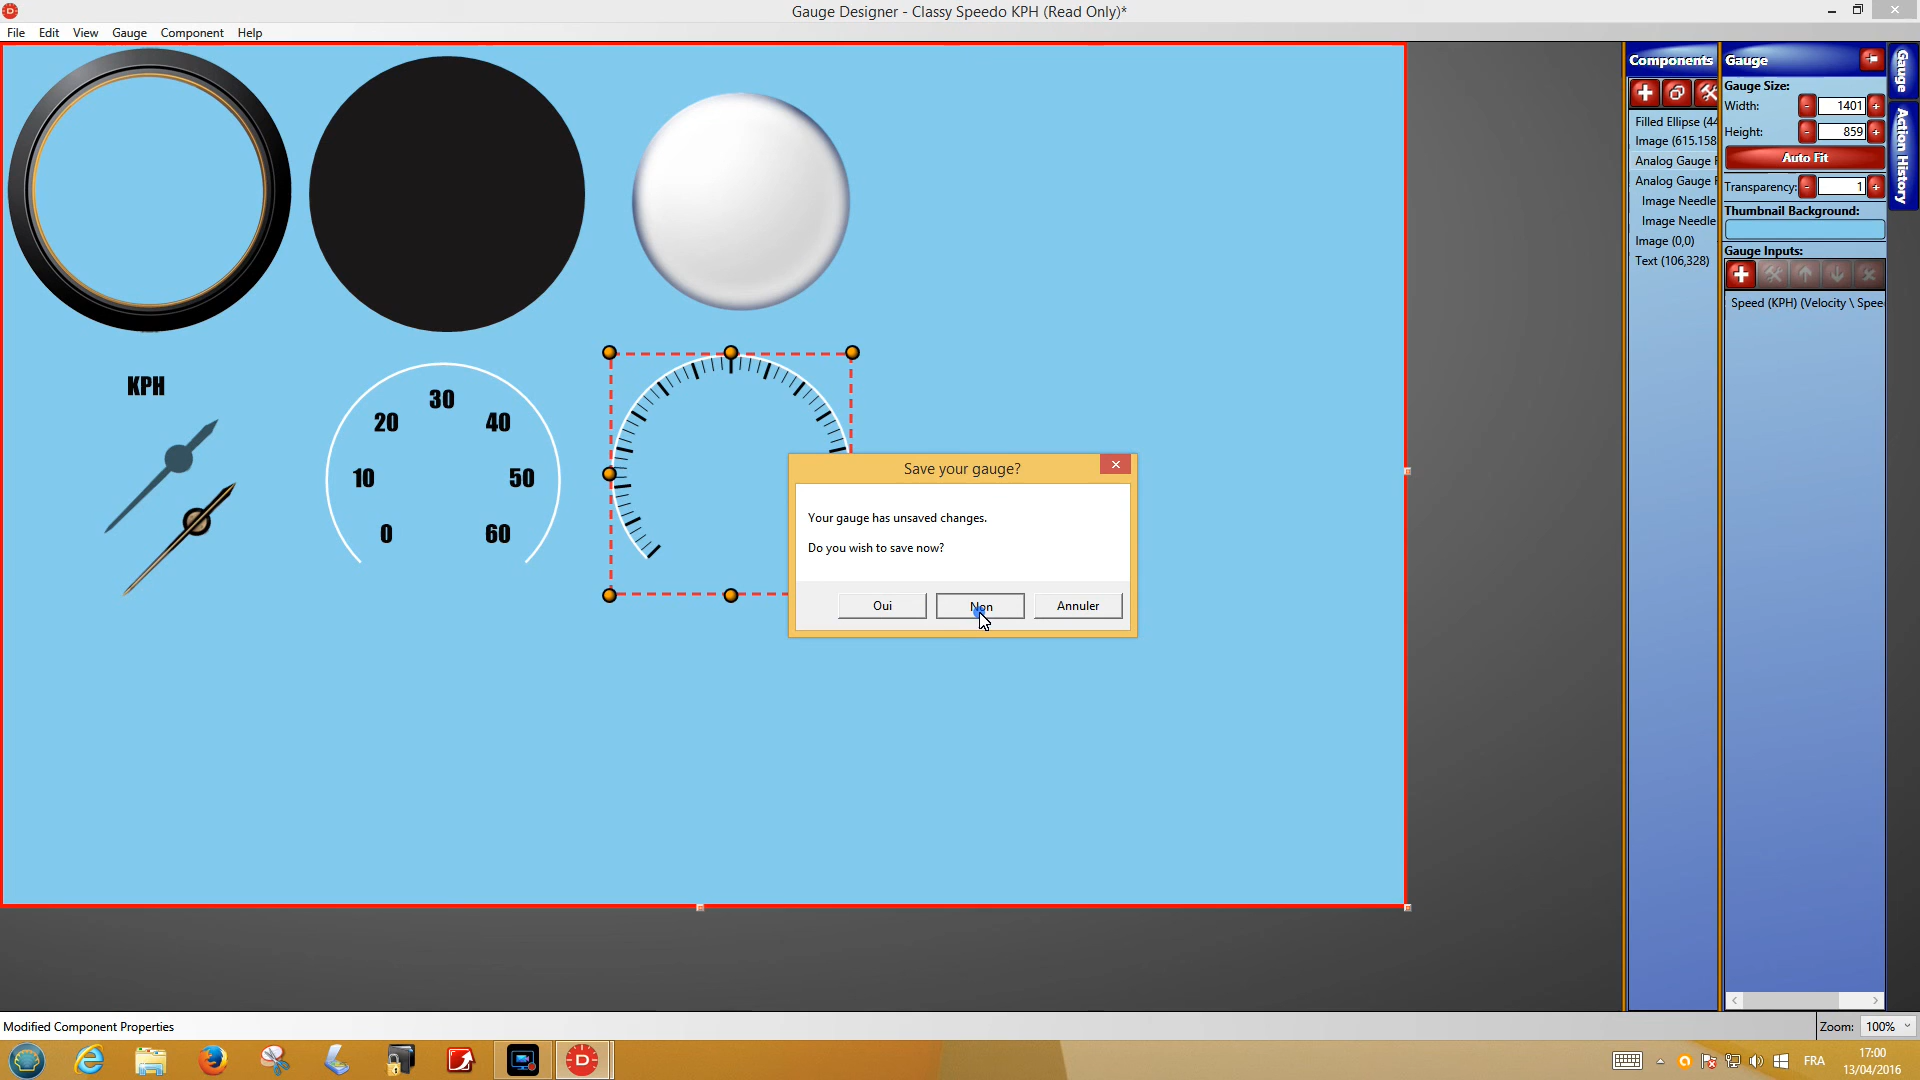 Gauge Designer - Classy Speedo KPH (Read Only)*
File Edit View Gauge Component Help
Components
Gauge
Gauge
Action History
Gauge Size:
Width: - 1401 +
Height: - 859 +
Auto Fit
Transparency: - 1 +
Thumbnail Background:
Gauge Inputs:
Speed (KPH) (Velocity \ Spee
Filled Ellipse (44
Image (615.158
Analog Gauge F
Analog Gauge F
Image Needle
Image Needle
Image (0,0)
Text (106,328)
KPH
0
10
20
30
40
50
60
Save your gauge?
Your gauge has unsaved changes.
Do you wish to save now?
Oui Non Annuler
Modified Component Properties
Zoom: 100%
D
FRA
17:00
13/04/2016